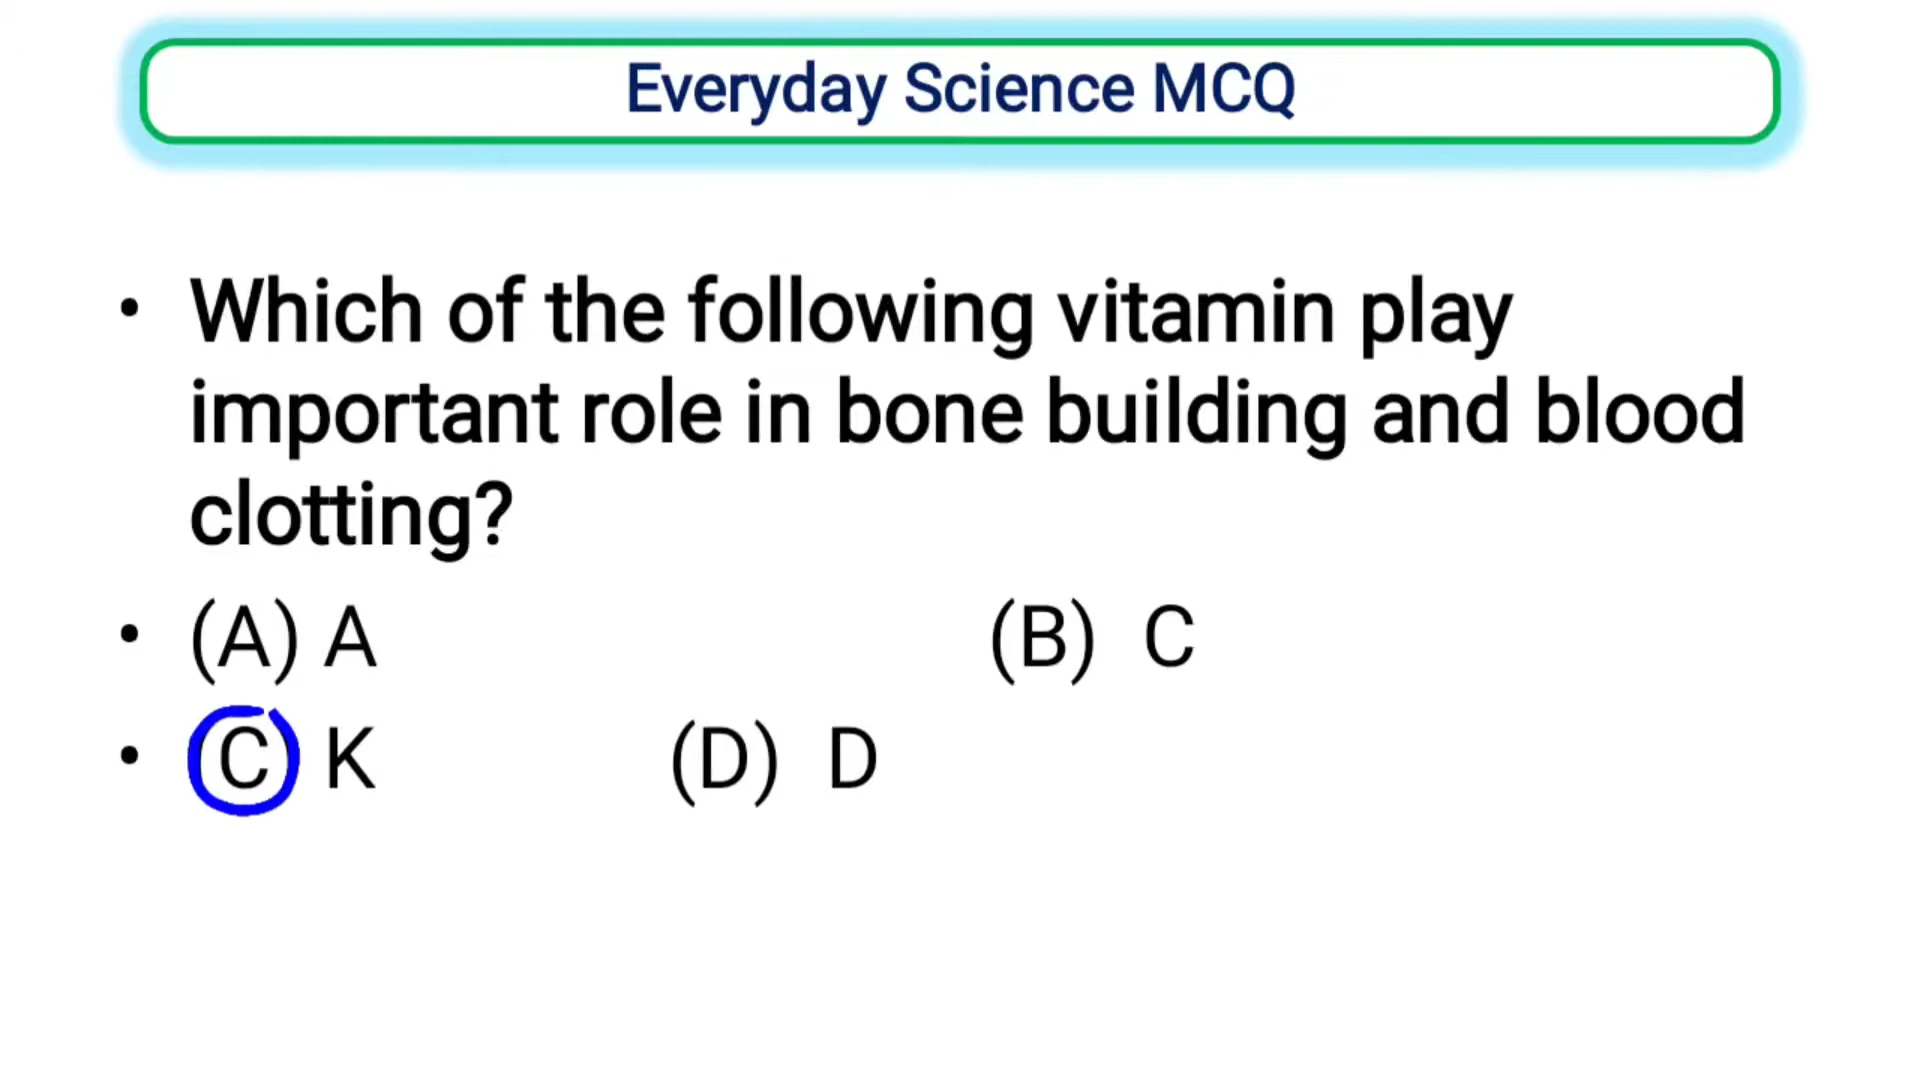 Everyday Science MCQ
• Which of the following vitamin play
important role in bone building and blood
clotting?
• (A) A (B) C
• (C) K (D) D